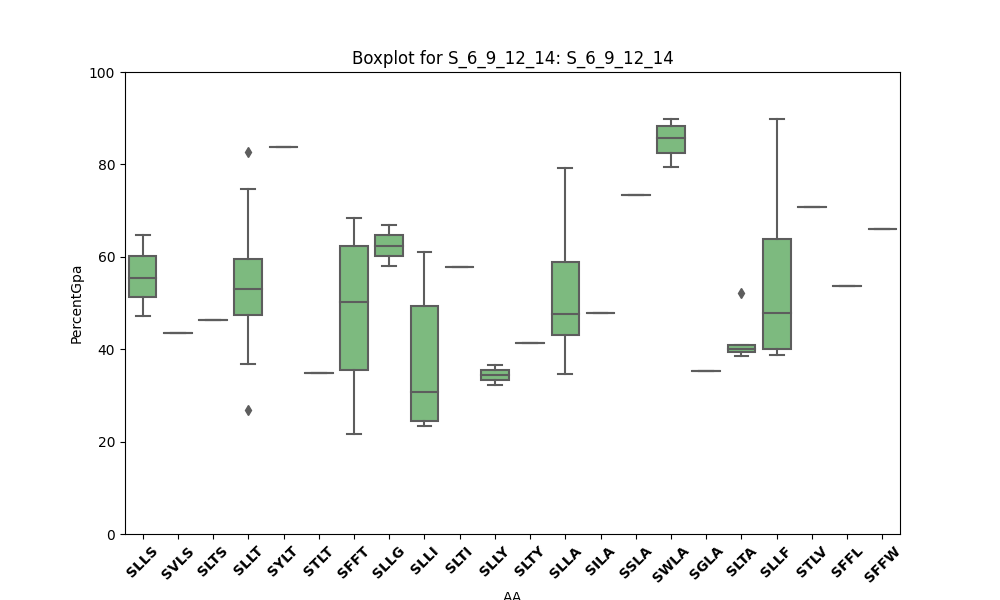 Boxplot for S_6_9_12_14: S_6_9_12_14
100
80
60
40
20
0
PercentGpa
SLLS SVLS SLTS SLLT SYLT STLT SFFT SLLG SLLI SLTI SLLY SLTY SLLA SILA SSLA SWLA SGLA SLTA SLLF STLV SFFL SFFW
AA